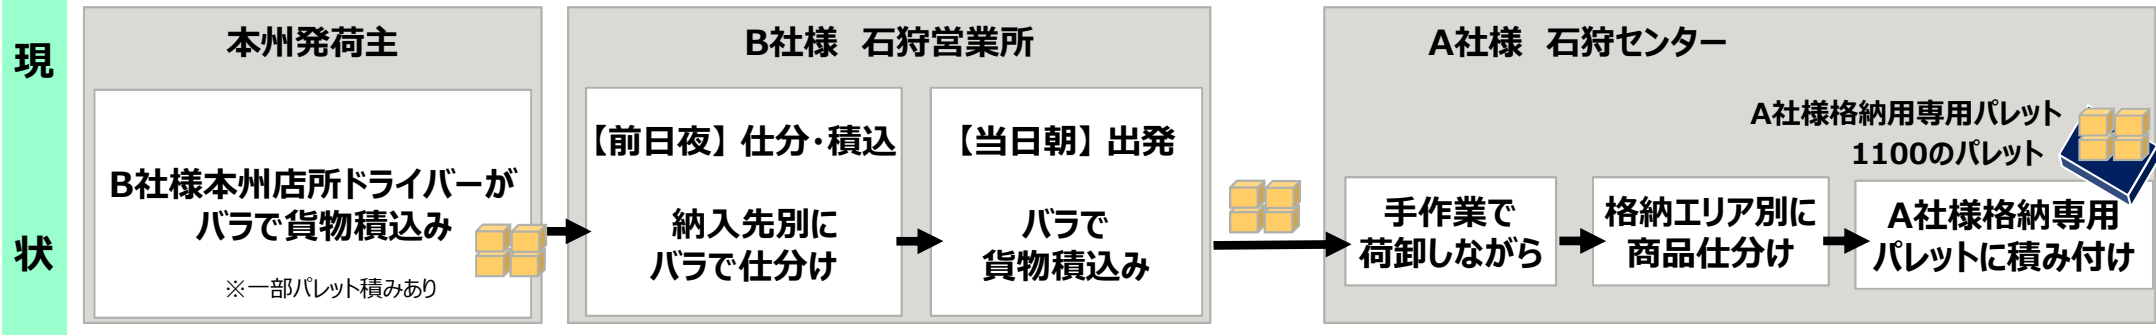 現
状
本州発荷主
B社様本州店所ドライバーが
バラで貨物積込み
※一部パレット積みあり
B社様 石狩営業所
【前日夜】仕分・積込
納入先別に
バラで仕分け
【当日朝】出発
バラで
貨物積込み
A社様 石狩センター
A社様格納用専用パレット
1100のパレット
手作業で
荷卸しながら
格納エリア別に
商品仕分け
A社様格納専用
パレットに積み付け